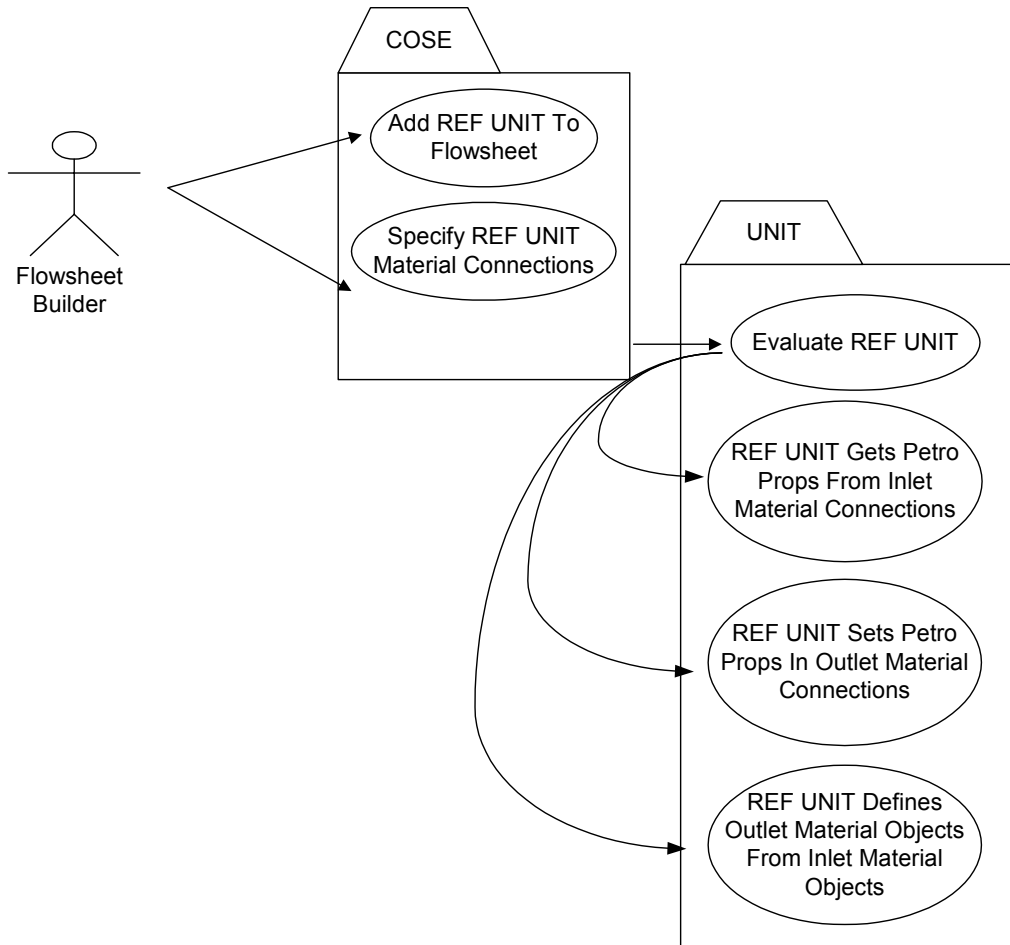 COSE
Add REF UNIT To
Flowsheet
Specify REF UNIT
Material Connections
Flowsheet
Builder
UNIT
Evaluate REF UNIT
REF UNIT Gets Petro
Props From Inlet
Material Connections
REF UNIT Sets Petro
Props In Outlet Material
Connections
REF UNIT Defines
Outlet Material Objects
From Inlet Material
Objects